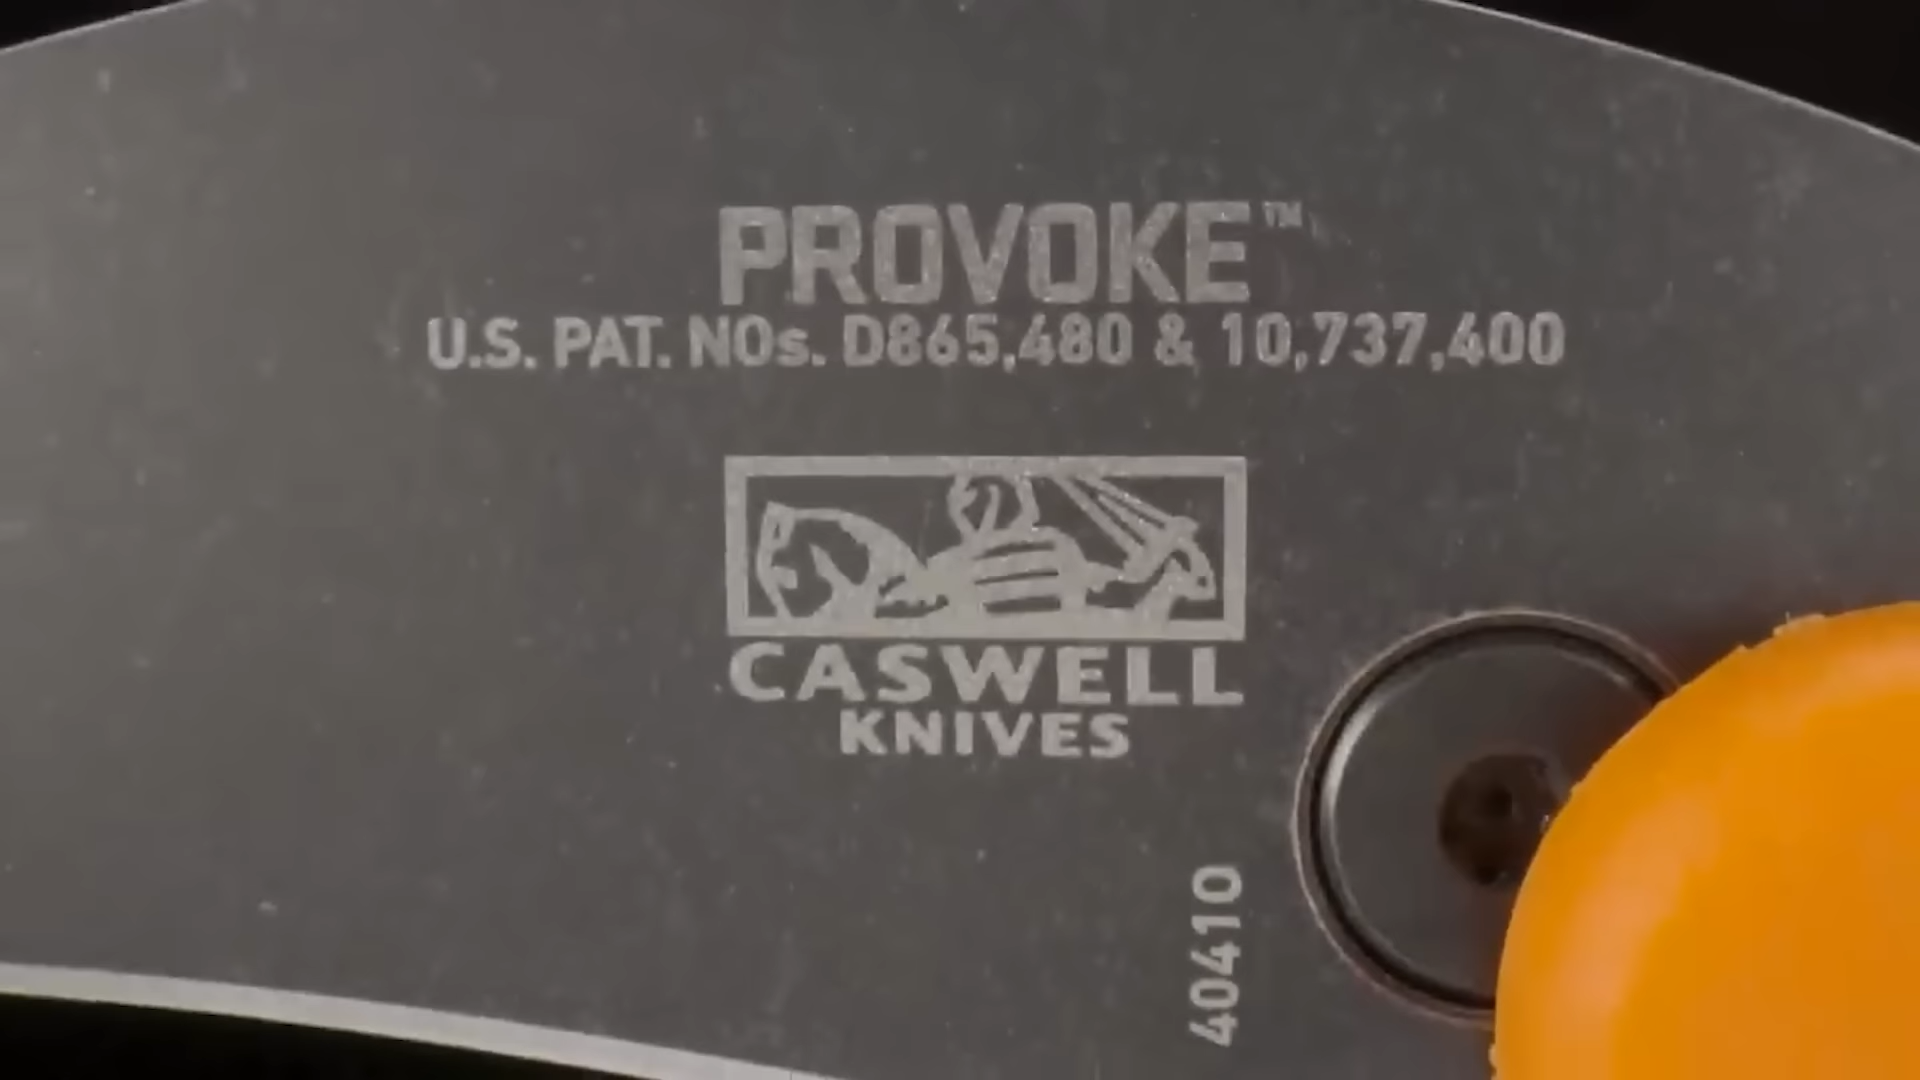 PROVOKE™
U.S. PAT. NOs. D865,480 & 10,737,400
CASWELL
KNIVES
40410